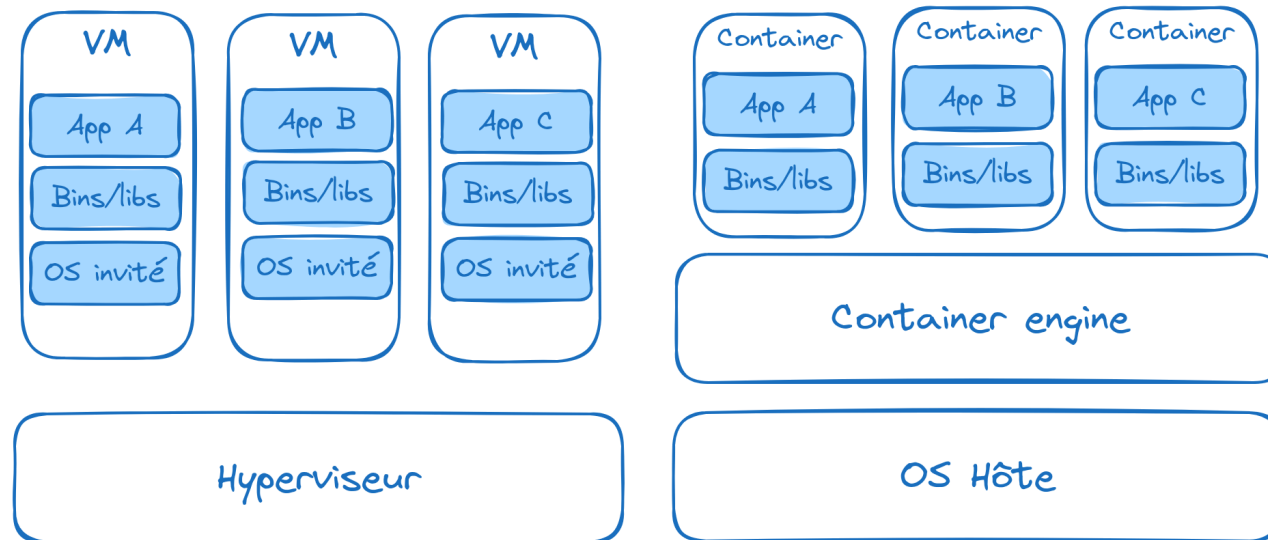 VM
App A
Bins/libs
OS invité
VM
App B
Bins/libs
OS invité
VM
App C
Bins/libs
OS invité
Hyperviseur
Container
App A
Bins/libs
Container
App B
Bins/libs
Container
App C
Bins/libs
Container engine
OS Hôte